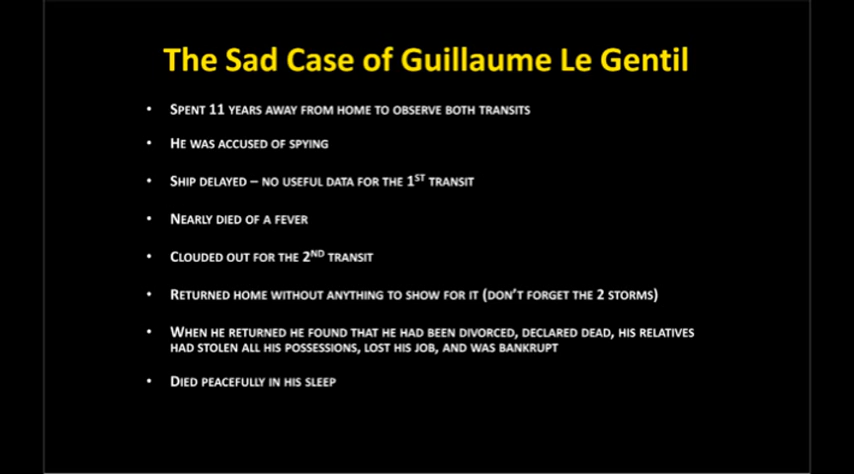 The Sad Case of Guillaume Le Gentil
• Spent 11 years away from home to observe both transits
• He was accused of spying
• Ship delayed – no useful data for the 1st transit
• Nearly died of a fever
• Clouded out for the 2nd transit
• Returned home without anything to show for it (don't forget the 2 storms)
• When he returned he found that he had been divorced, declared dead, his relatives
had stolen all his possessions, lost his job, and was bankrupt
• Died peacefully in his sleep